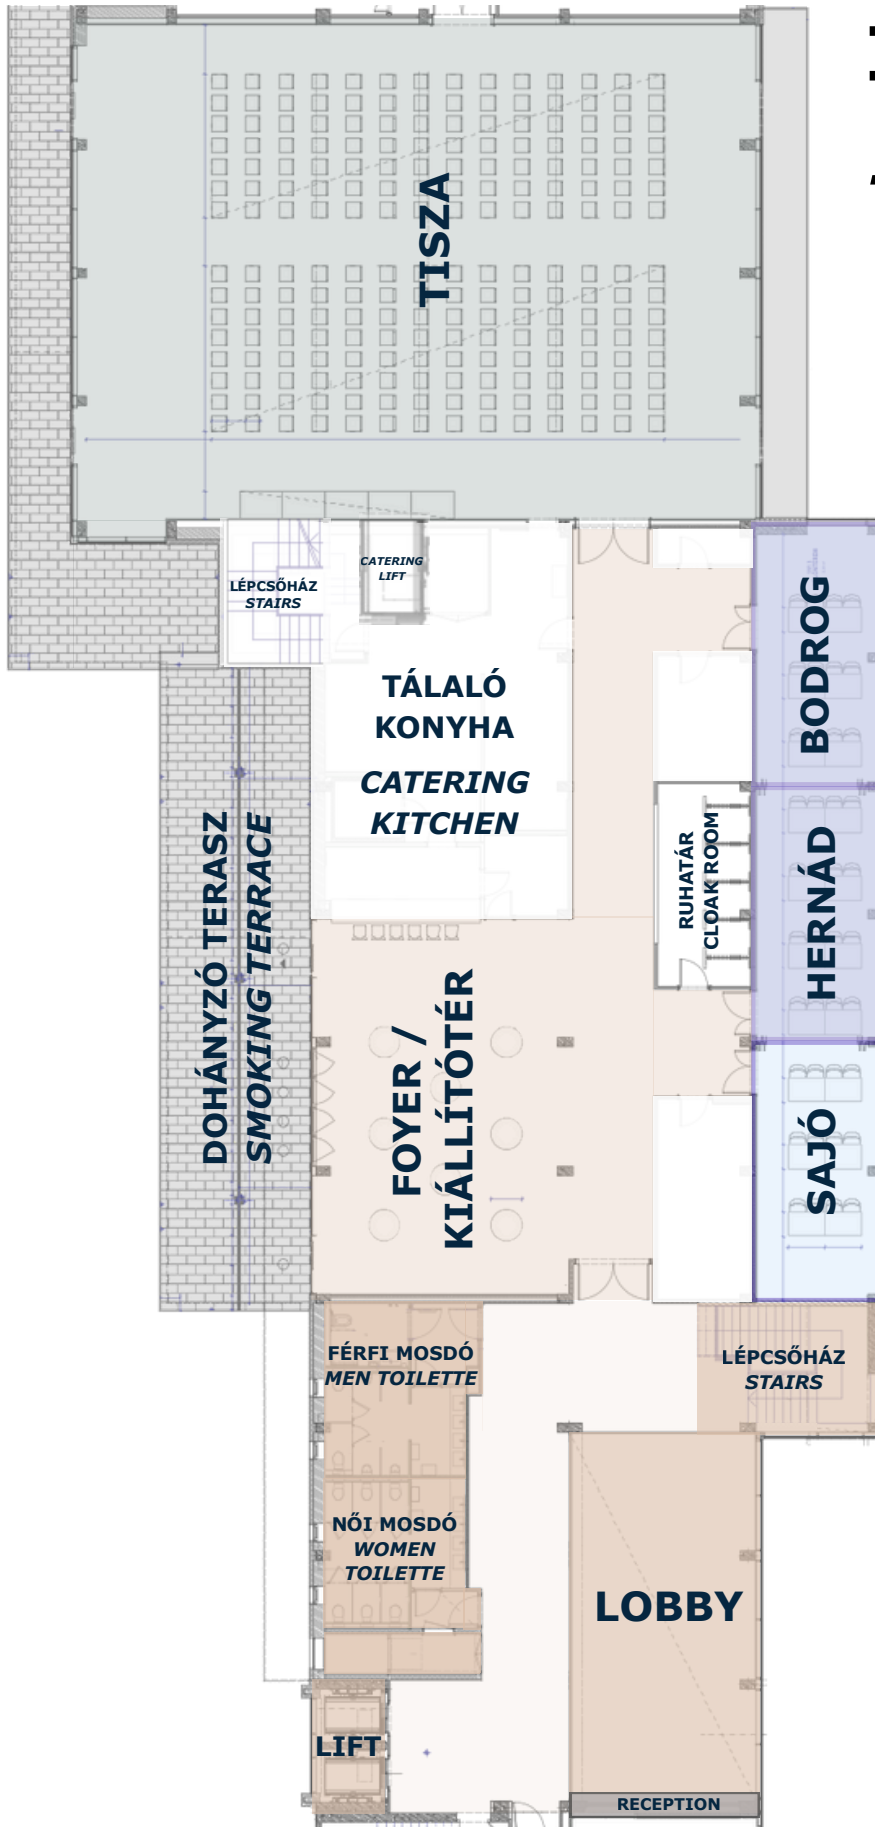 TISZA
LÉPCSŐHÁZ
STAIRS
CATERING
LIFT
BODROG
TÁLALÓ
KONYHA
CATERING
KITCHEN
HERNÁD
RUHATÁR
CLOAK ROOM
DOHÁNYZÓ TERASZ
SMOKING TERRACE
FOYER /
KIÁLLÍTÓTÉR
SAJÓ
FÉRFI MOSDÓ
MEN TOILETTE
LÉPCSŐHÁZ
STAIRS
NŐI MOSDÓ
WOMEN
TOILETTE
LOBBY
LIFT
RECEPTION